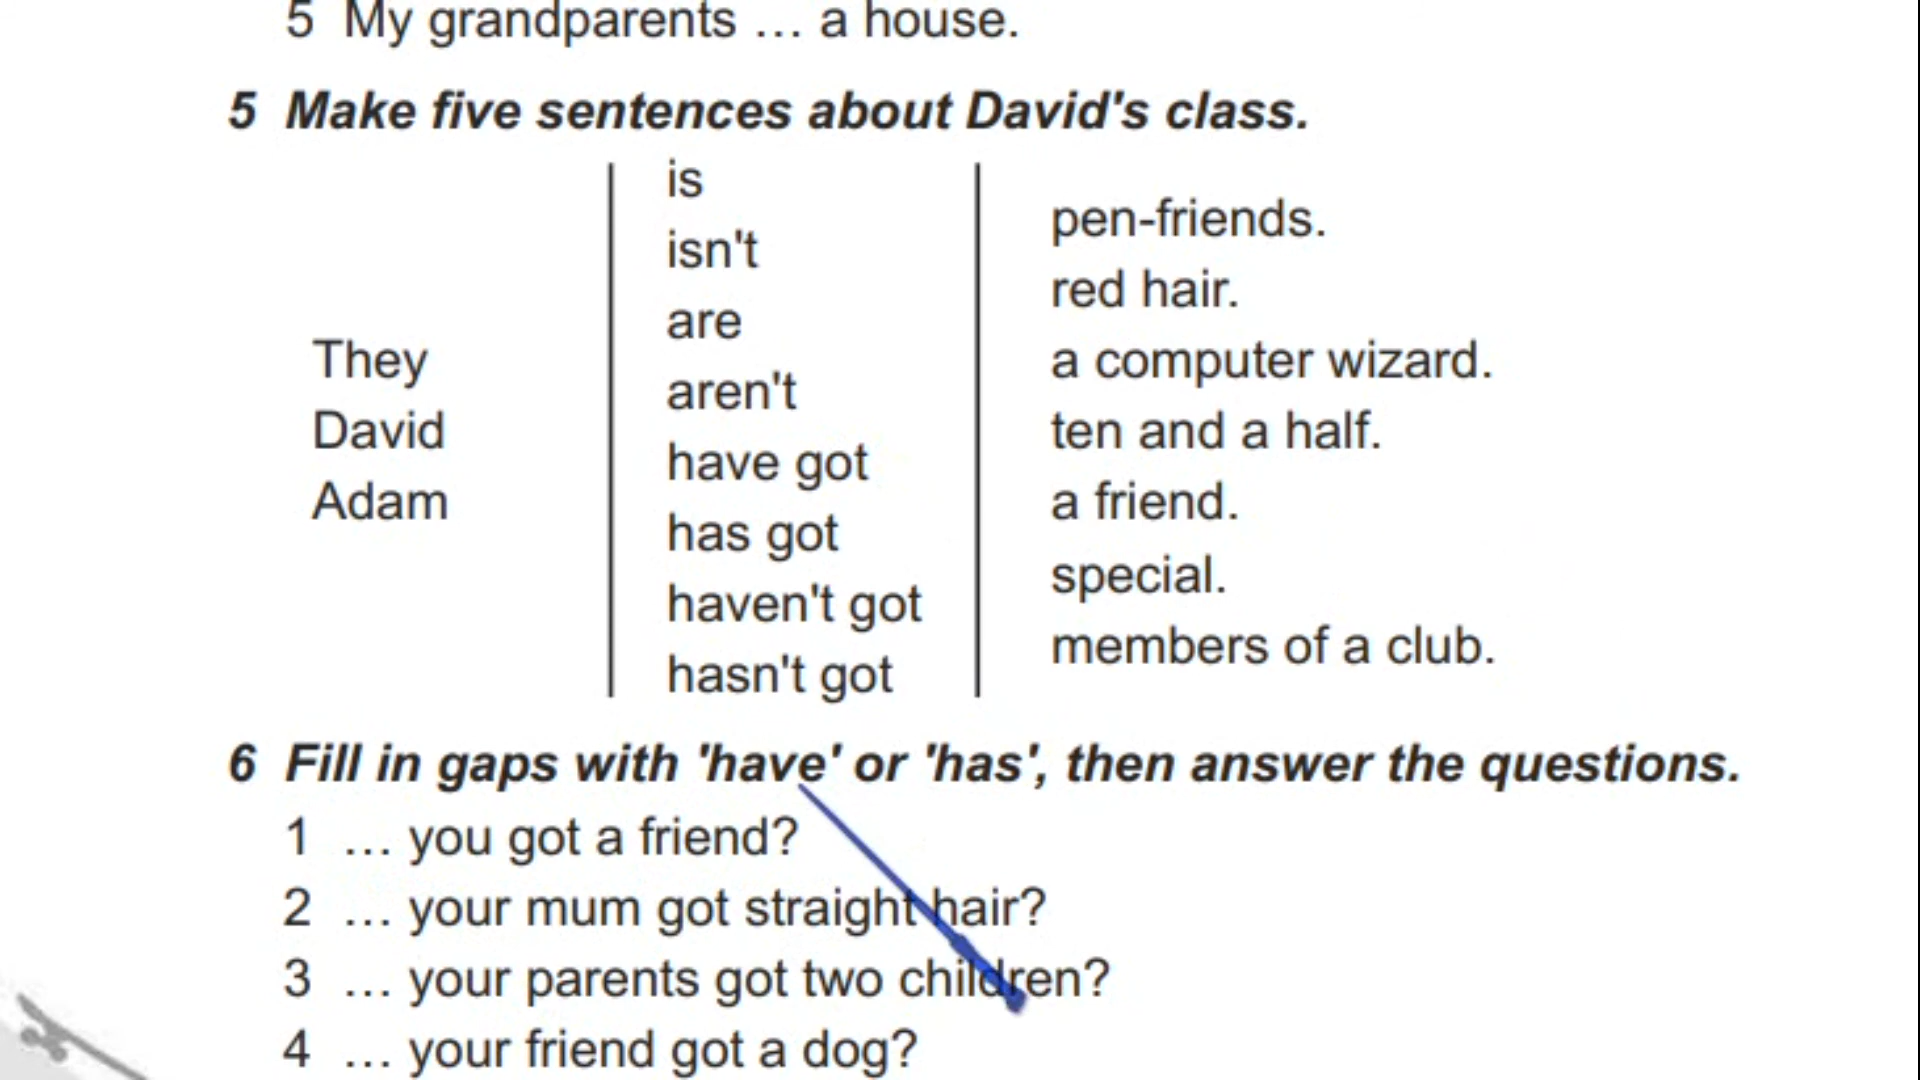 5 My grandparents … a house.
5 Make five sentences about David's class.
They
David
Adam
is
isn't
are
aren't
have got
has got
haven't got
hasn't got
pen-friends.
red hair.
a computer wizard.
ten and a half.
a friend.
special.
members of a club.
6 Fill in gaps with 'have' or 'has', then answer the questions.
1 … you got a friend?
2 … your mum got straight hair?
3 … your parents got two children?
4 … your friend got a dog?